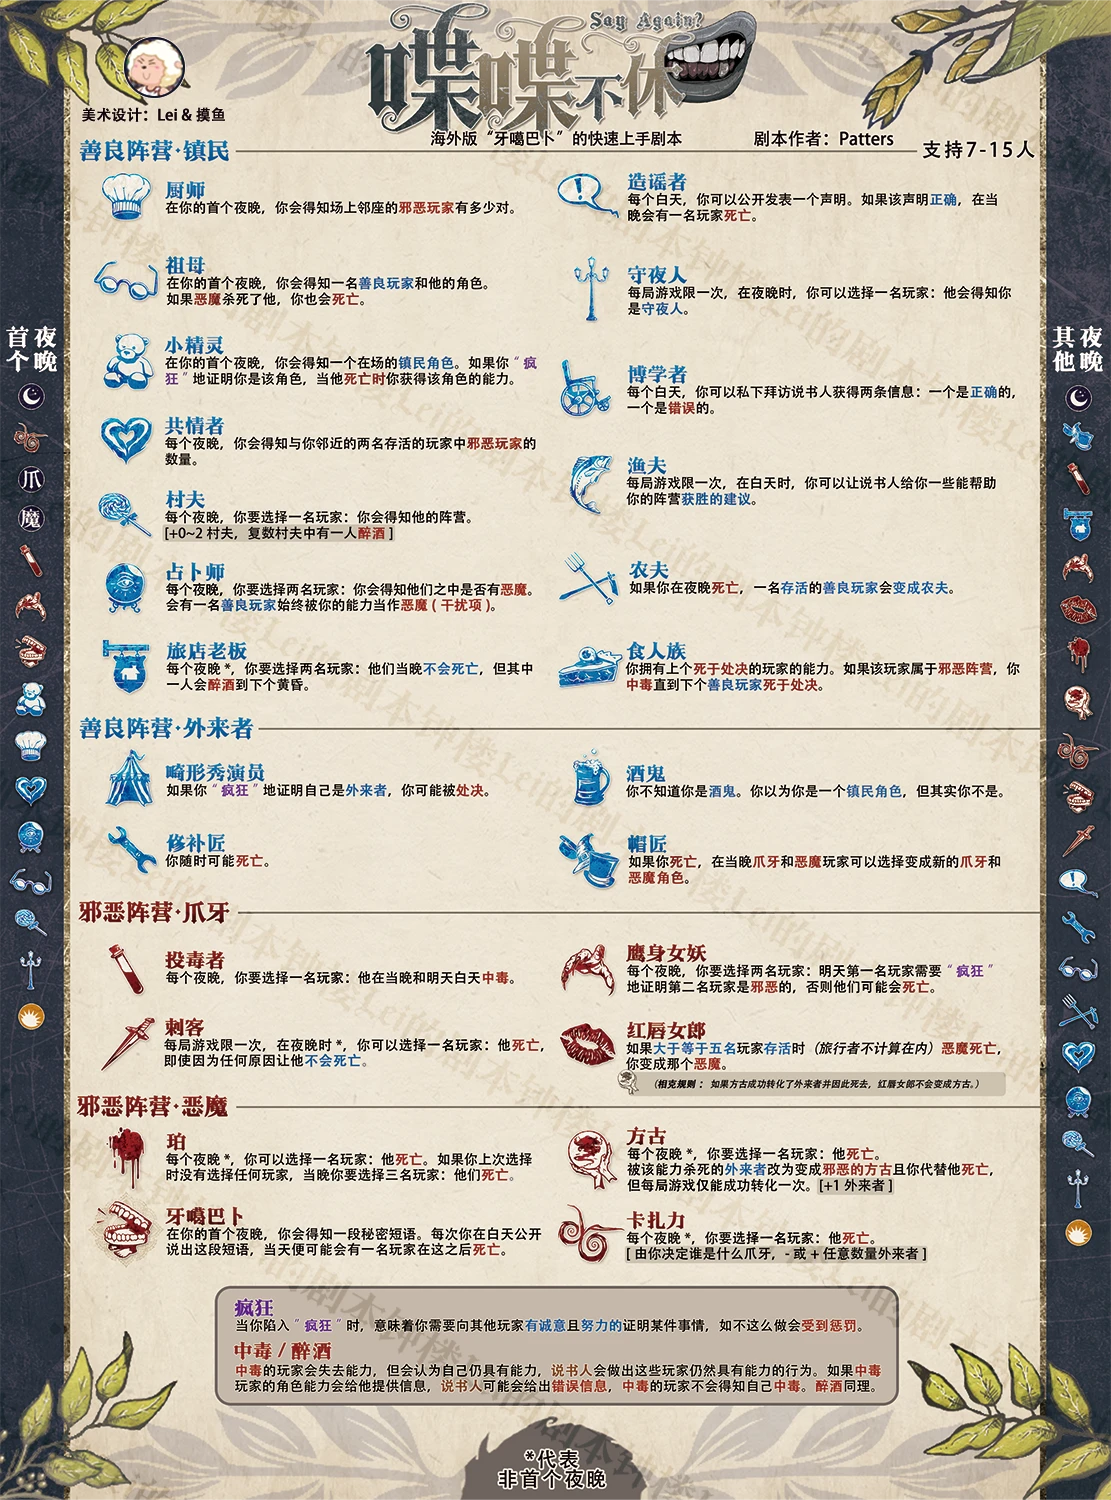 Say Again?
喋喋不休
美术设计：Lei & 摸鱼
海外版“牙噶巴卜”的快速上手剧本
剧本作者：Patters
支持7-15人
善良阵营·镇民
厨师
在你的首个夜晚，你会得知场上邻座的邪恶玩家有多少对。
祖母
在你的首个夜晚，你会得知一名善良玩家和他的角色。
如果恶魔杀死了他，你也会死亡。
小精灵
在你的首个夜晚，你会得知一个在场的镇民角色。如果你“疯
狂”地证明你是该角色，当他死亡时你获得该角色的能力。
共情者
每个夜晚，你会得知与你邻近的两名存活的玩家中邪恶玩家的
数量。
村夫
每个夜晚，你要选择一名玩家：你会得知他的阵营。
[+0~2 村夫，复数村夫中有一人醉酒 ]
占卜师
每个夜晚，你要选择两名玩家：你会得知他们之中是否有恶魔。
会有一名善良玩家始终被你的能力当作恶魔 ( 干扰项 )。
旅店老板
每个夜晚 *，你要选择两名玩家：他们当晚不会死亡，但其中
一人会醉酒到下个黄昏。
造谣者
每个白天，你可以公开发表一个声明。如果该声明正确，在当
晚会有一名玩家死亡。
守夜人
每局游戏限一次，在夜晚时，你可以选择一名玩家：他会得知你
是守夜人。
博学者
每个白天，你可以私下拜访说书人获得两条信息：一个是正确的，
一个是错误的。
渔夫
每局游戏限一次，在白天时，你可以让说书人给你一些能帮助
你的阵营获胜的建议。
农夫
如果你在夜晚死亡，一名存活的善良玩家会变成农夫。
食人族
你拥有上个死于处决的玩家的能力。如果该玩家属于邪恶阵营，你
中毒直到下个善良玩家死于处决。
善良阵营·外来者
畸形秀演员
如果你“疯狂”地证明自己是外来者，你可能被处决。
修补匠
你随时可能死亡。
酒鬼
你不知道你是酒鬼。你以为你是一个镇民角色，但其实你不是。
帽匠
如果你死亡，在当晚爪牙和恶魔玩家可以选择变成新的爪牙和
恶魔角色。
邪恶阵营·爪牙
投毒者
每个夜晚，你要选择一名玩家：他在当晚和明天白天中毒。
刺客
每局游戏限一次，在夜晚时 *，你可以选择一名玩家：他死亡，
即使因为任何原因让他不会死亡。
鹰身女妖
每个夜晚，你要选择两名玩家：明天第一名玩家需要“疯狂”
地证明第二名玩家是邪恶的，否则他们可能会死亡。
红唇女郎
如果大于等于五名玩家存活时（旅行者不计算在内）恶魔死亡，
你变成那个恶魔。
（相克规则：如果方古成功转化了外来者并因此死去，红唇女郎不会变成方古。）
邪恶阵营·恶魔
珀
每个夜晚 *，你可以选择一名玩家：他死亡。如果你上次选择
时没有选择任何玩家，当晚你要选择三名玩家：他们死亡。
牙噶巴卜
在你的首个夜晚，你会得知一段秘密短语。每次你在白天公开
说出这段短语，当天便可能会有一名玩家在这之后死亡。
方古
每个夜晚 *，你要选择一名玩家：他死亡。
被该能力杀死的外来者改为变成邪恶的方古且你代替他死亡，
但每局游戏仅能成功转化一次。[+1 外来者 ]
卡扎力
每个夜晚 *，你要选择一名玩家：他死亡。
[ 由你决定谁是什么爪牙，- 或 + 任意数量外来者 ]
疯狂
当你陷入“疯狂”时，意味着你需要向其他玩家有诚意且努力的证明某件事情，如不这么做会受到惩罚。
中毒 / 醉酒
中毒的玩家会失去能力，但会认为自己仍具有能力，说书人会做出这些玩家仍然具有能力的行为。如果中毒
玩家的角色能力会给他提供信息，说书人可能会给出错误信息，中毒的玩家不会得知自己中毒。醉酒同理。
*代表
非首个夜晚
首个夜晚
爪
魔
其他夜晚